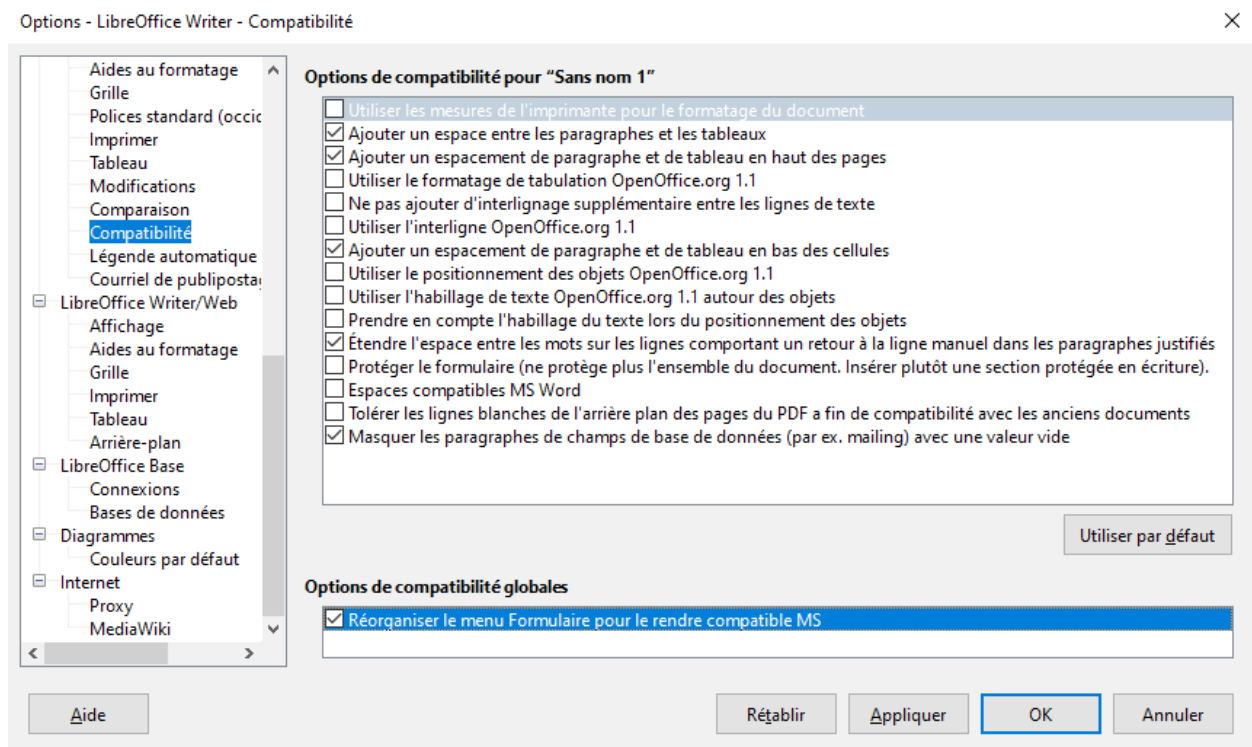 Options - LibreOffice Writer - Compatibilité
Aides au formatage
Grille
Polices standard (occid
Imprimer
Tableau
Modifications
Comparaison
Compatibilité
Légende automatique
Courriel de publiposta
LibreOffice Writer/Web
Affichage
Aides au formatage
Grille
Imprimer
Tableau
Arrière-plan
LibreOffice Base
Connexions
Bases de données
Diagrammes
Couleurs par défaut
Internet
Proxy
MediaWiki
Options de compatibilité pour “Sans nom 1”
Utiliser les mesures de l'imprimante pour le formatage du document
Ajouter un espace entre les paragraphes et les tableaux
Ajouter un espacement de paragraphe et de tableau en haut des pages
Utiliser le formatage de tabulation OpenOffice.org 1.1
Ne pas ajouter d'interlignage supplémentaire entre les lignes de texte
Utiliser l'interligne OpenOffice.org 1.1
Ajouter un espacement de paragraphe et de tableau en bas des cellules
Utiliser le positionnement des objets OpenOffice.org 1.1
Utiliser l'habillage de texte OpenOffice.org 1.1 autour des objets
Prendre en compte l'habillage du texte lors du positionnement des objets
Étendre l'espace entre les mots sur les lignes comportant un retour à la ligne manuel dans les paragraphes justifiés
Protéger le formulaire (ne protège plus l'ensemble du document. Insérer plutôt une section protégée en écriture).
Espaces compatibles MS Word
Tolérer les lignes blanches de l'arrière plan des pages du PDF a fin de compatibilité avec les anciens documents
Masquer les paragraphes de champs de base de données (par ex. mailing) avec une valeur vide
Utiliser par défaut
Options de compatibilité globales
Réorganiser le menu Formulaire pour le rendre compatible MS
Aide
Rétablir
Appliquer
OK
Annuler